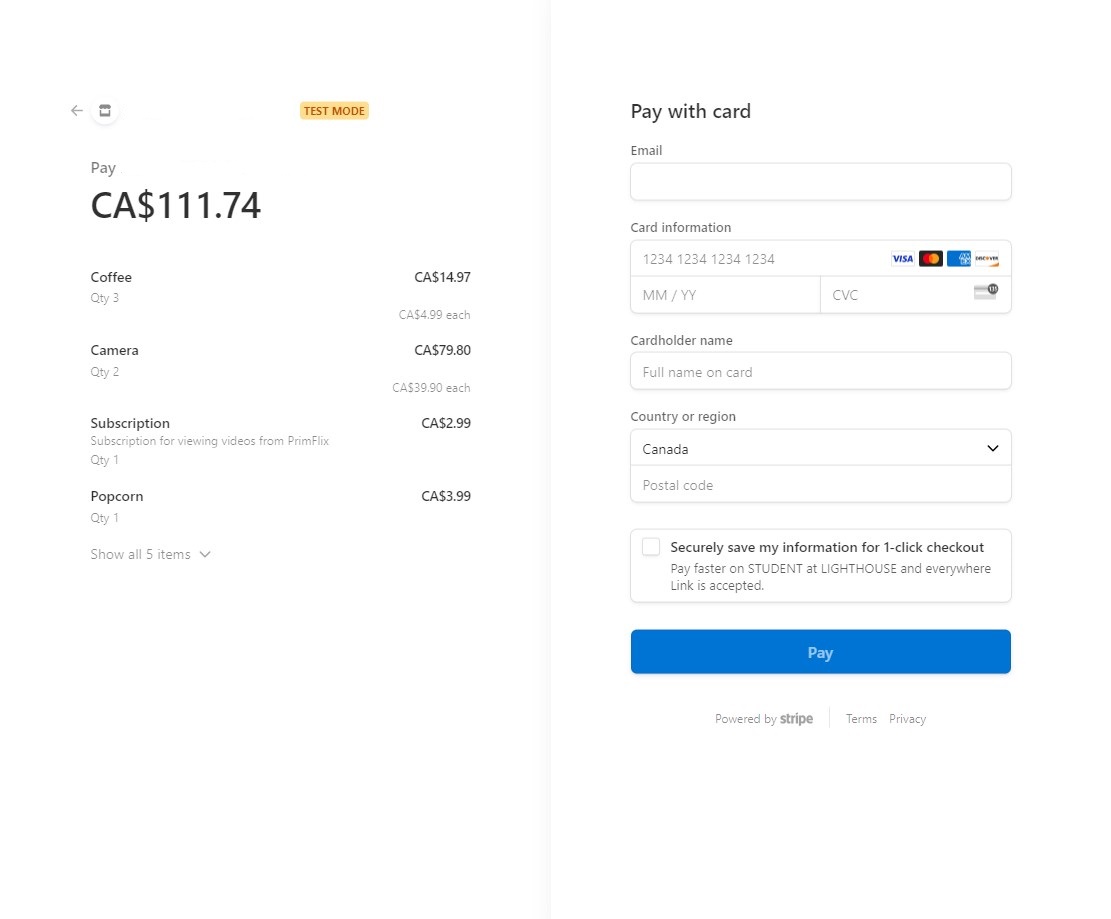 TEST MODE
Pay
CA$111.74
Coffee CA$14.97
Qty 3
CA$4.99 each
Camera CA$79.80
Qty 2
CA$39.90 each
Subscription CA$2.99
Subscription for viewing videos from PrimFlix
Qty 1
Popcorn CA$3.99
Qty 1
Show all 5 items
Pay with card
Email
Card information
1234 1234 1234 1234 VISA DISCOVER
MM / YY CVC
Cardholder name
Full name on card
Country or region
Canada
Postal code
Securely save my information for 1-click checkout
Pay faster on STUDENT at LIGHTHOUSE and everywhere
Link is accepted.
Pay
Powered by stripe Terms Privacy